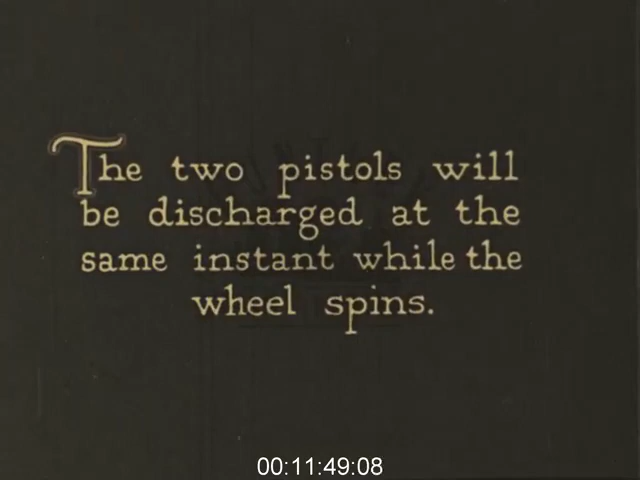 The two pistols will
be discharged at the
same instant while the
wheel spins.
00:11:49:08